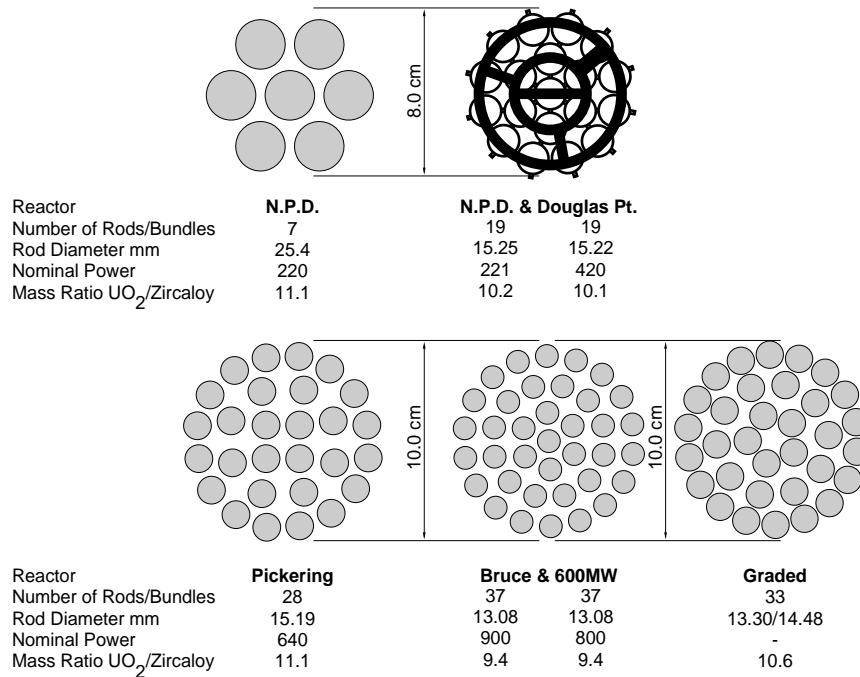 8.0 cm
Reactor N.P.D. N.P.D. & Douglas Pt.
Number of Rods/Bundles 7 19 19
Rod Diameter mm 25.4 15.25 15.22
Nominal Power 220 221 420
Mass Ratio UO2/Zircaloy 11.1 10.2 10.1
10.0 cm 10.0 cm
Reactor Pickering Bruce & 600MW Graded
Number of Rods/Bundles 28 37 37 33
Rod Diameter mm 15.19 13.08 13.08 13.30/14.48
Nominal Power 640 900 800 -
Mass Ratio UO2/Zircaloy 11.1 9.4 9.4 10.6